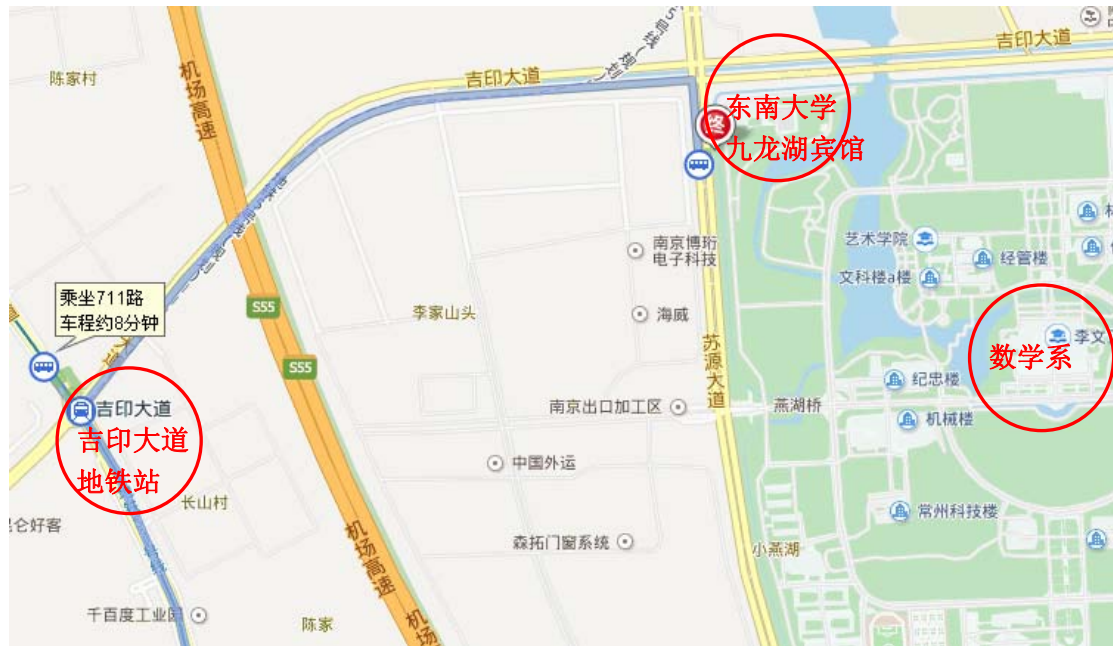 吉印大道
陈家村
机场高速
吉印大道
5号线(规划)
东南大学
九龙湖宾馆
南京博珩
电子科技
艺术学院
经管楼
文科楼a楼
乘坐711路
车程约8分钟
李家山头
海威
S55
苏源大道
李文
数学系
S55
纪忠楼
吉印大道
南京出口加工区
燕湖桥
机械楼
吉印大道
地铁站
中国外运
长山村
常州科技楼
仑好客
机场高速
森拓门窗系统
小燕湖
千百度工业园
陈家
机场